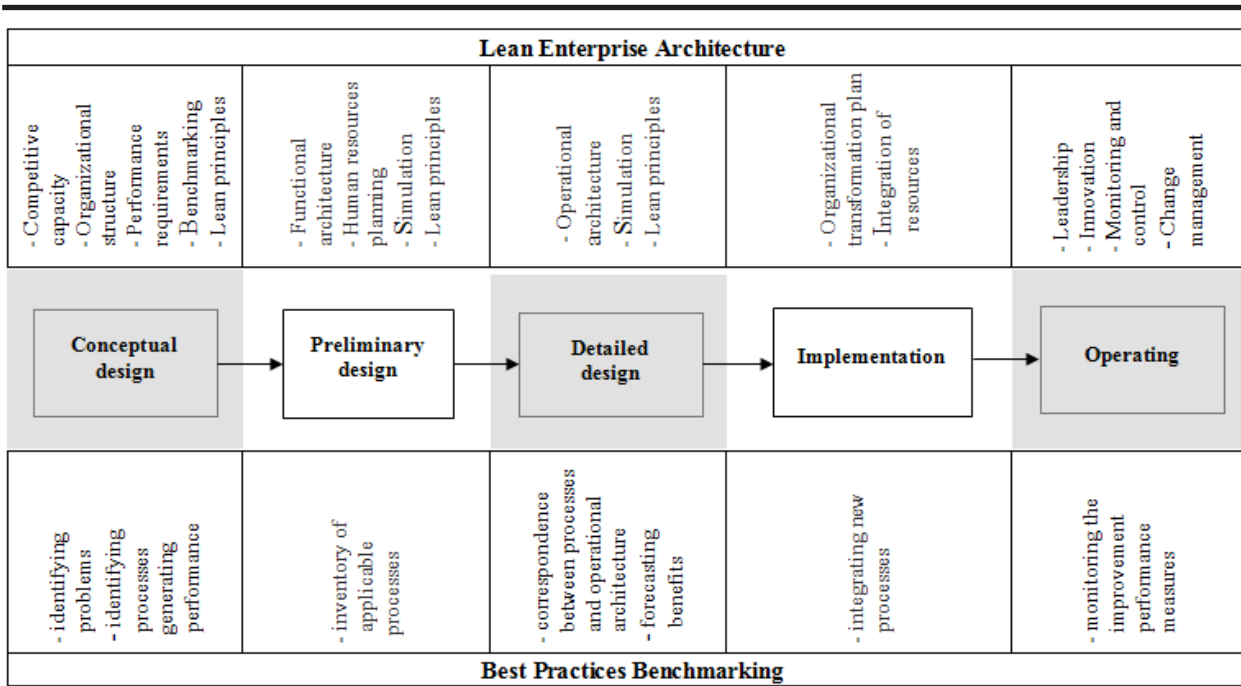 Lean Enterprise Architecture
- Competitive
capacity
- Organizational
structure
- Performance
requirements
- Benchmarking
- Lean principles
- Functional
architecture
- Human resources
planning
- Simulation
- Lean principles
- Operational
architecture
- Simulation
- Lean principles
- Organizational
transformation plan
- Integration of
resources
- Leadership
- Innovation
- Monitoring and
control
- Change
management
Conceptual
design
Preliminary
design
Detailed
design
Implementation
Operating
- identifying
problems
- identifying
processes
generating
performance
- inventory of
applicable
processes
- correspondence
between processes
and operational
architecture
- forecasting
benefits
- integrating new
processes
- monitoring the
improvement
performance
measures
Best Practices Benchmarking